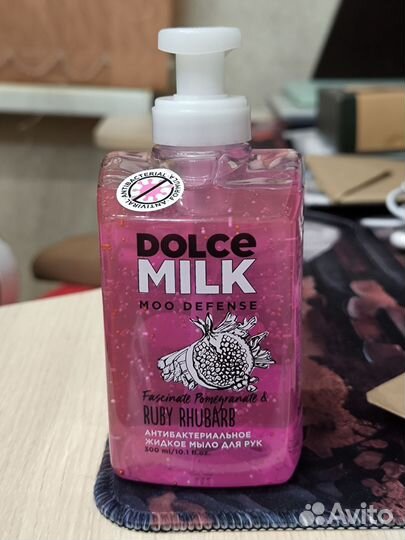 ANTIBACTERIAL FORMULA ANTIVIRAL
DOLCE
MILK
MOO DEFENSE
Fascinate Pomegranate &
RUBY RHUBARB
АНТИБАКТЕРИАЛЬНОЕ
ЖИДКОЕ МЫЛО ДЛЯ РУК
300 ml/10.1 fl.oz.
Avito